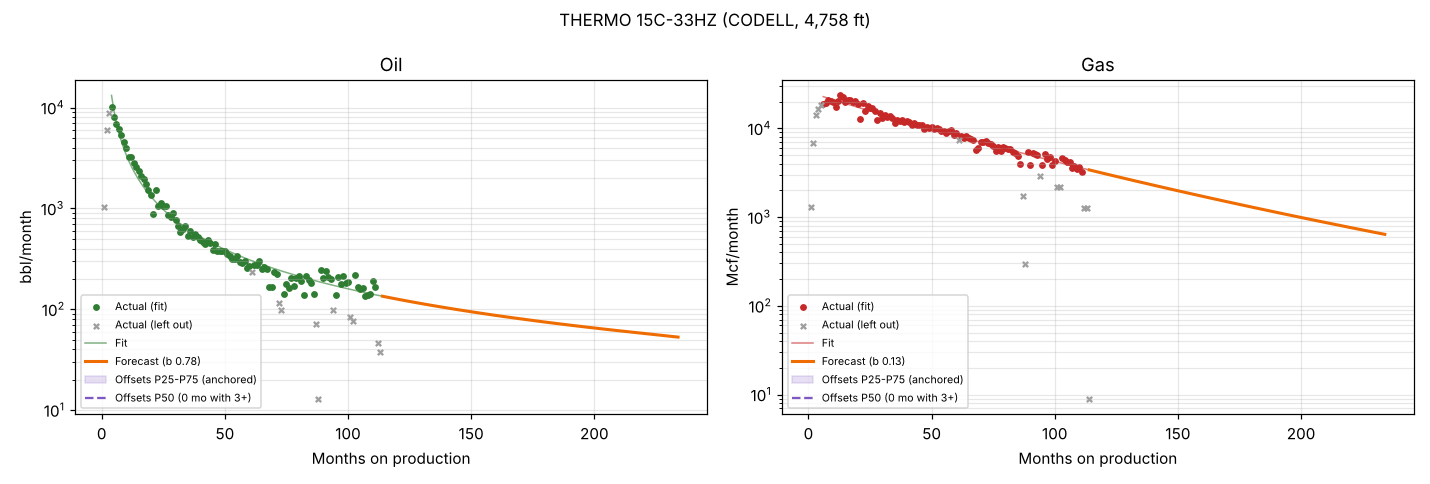 THERMO 15C-33HZ (CODELL, 4,758 ft)
Oil
bbl/month
10⁴
10³
10²
10¹
Actual (fit)
Actual (left out)
Fit
Forecast (b 0.78)
Offsets P25-P75 (anchored)
Offsets P50 (0 mo with 3+)
0
50
100
150
200
Months on production
Gas
Mcf/month
10⁴
10³
10²
10¹
Actual (fit)
Actual (left out)
Fit
Forecast (b 0.13)
Offsets P25-P75 (anchored)
Offsets P50 (0 mo with 3+)
0
50
100
150
200
Months on production